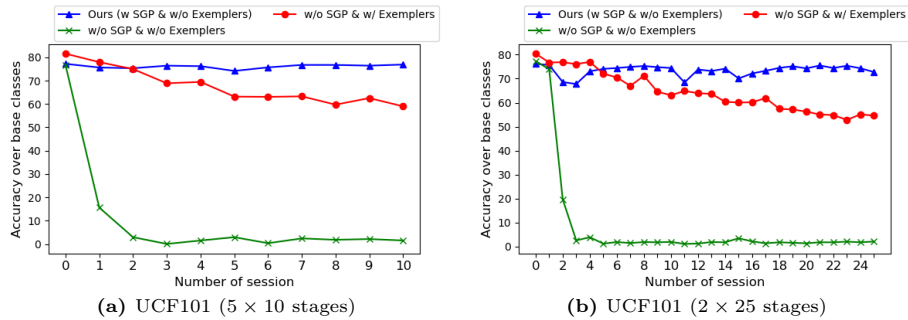 Ours (w SGP & w/o Exemplers)
w/o SGP & w/ Exemplers
w/o SGP & w/o Exemplers
Accuracy over base classes
80
70
60
50
40
30
20
10
0
0 1 2 3 4 5 6 7 8 9 10
Number of session
(a) UCF101 (5 × 10 stages)
Ours (w SGP & w/o Exemplers)
w/o SGP & w/ Exemplers
w/o SGP & w/o Exemplers
Accuracy over base classes
80
70
60
50
40
30
20
10
0
0 2 4 6 8 10 12 14 16 18 20 22 24
Number of session
(b) UCF101 (2 × 25 stages)